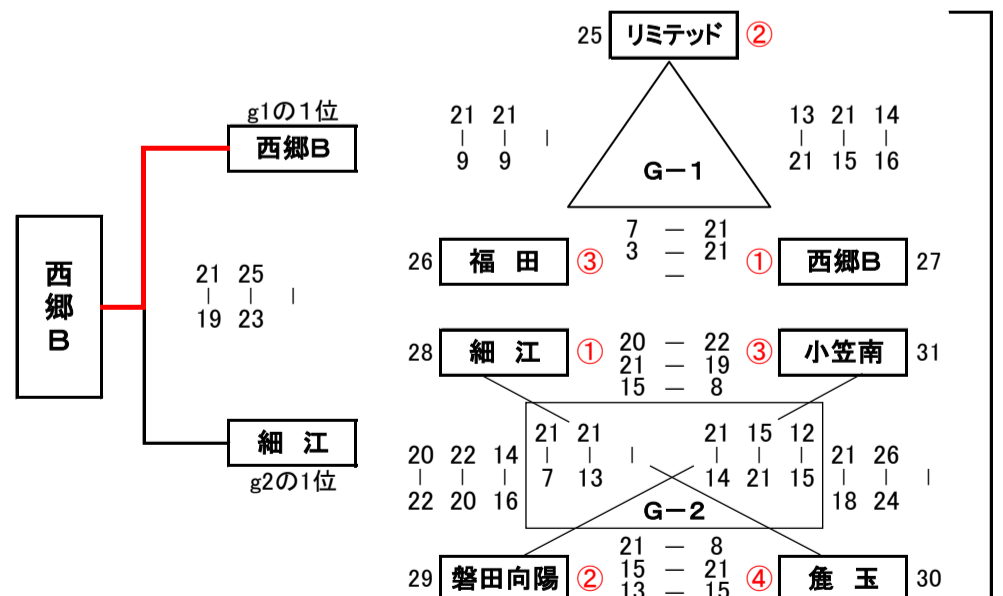 25 リミテッド ②
g1の1位
西郷B
21 21
| | |
9 9
13 21 14
| | |
21 15 16
G-1
7 — 21
3 — 21
—
26 福 田 ③
① 西郷B 27
西郷B
21 25
| | |
19 23
28 細 江 ①
20 — 22
21 — 19
15 — 8
③ 小笠南 31
細 江
g2の1位
20 22 14
| | |
22 20 16
21 21
| | |
7 13
21 15 12
| | |
14 21 15
21 26
| | |
18 24
G-2
29 磐田向陽 ②
21 — 8
15 — 21
13 — 15
④ 麁 玉 30